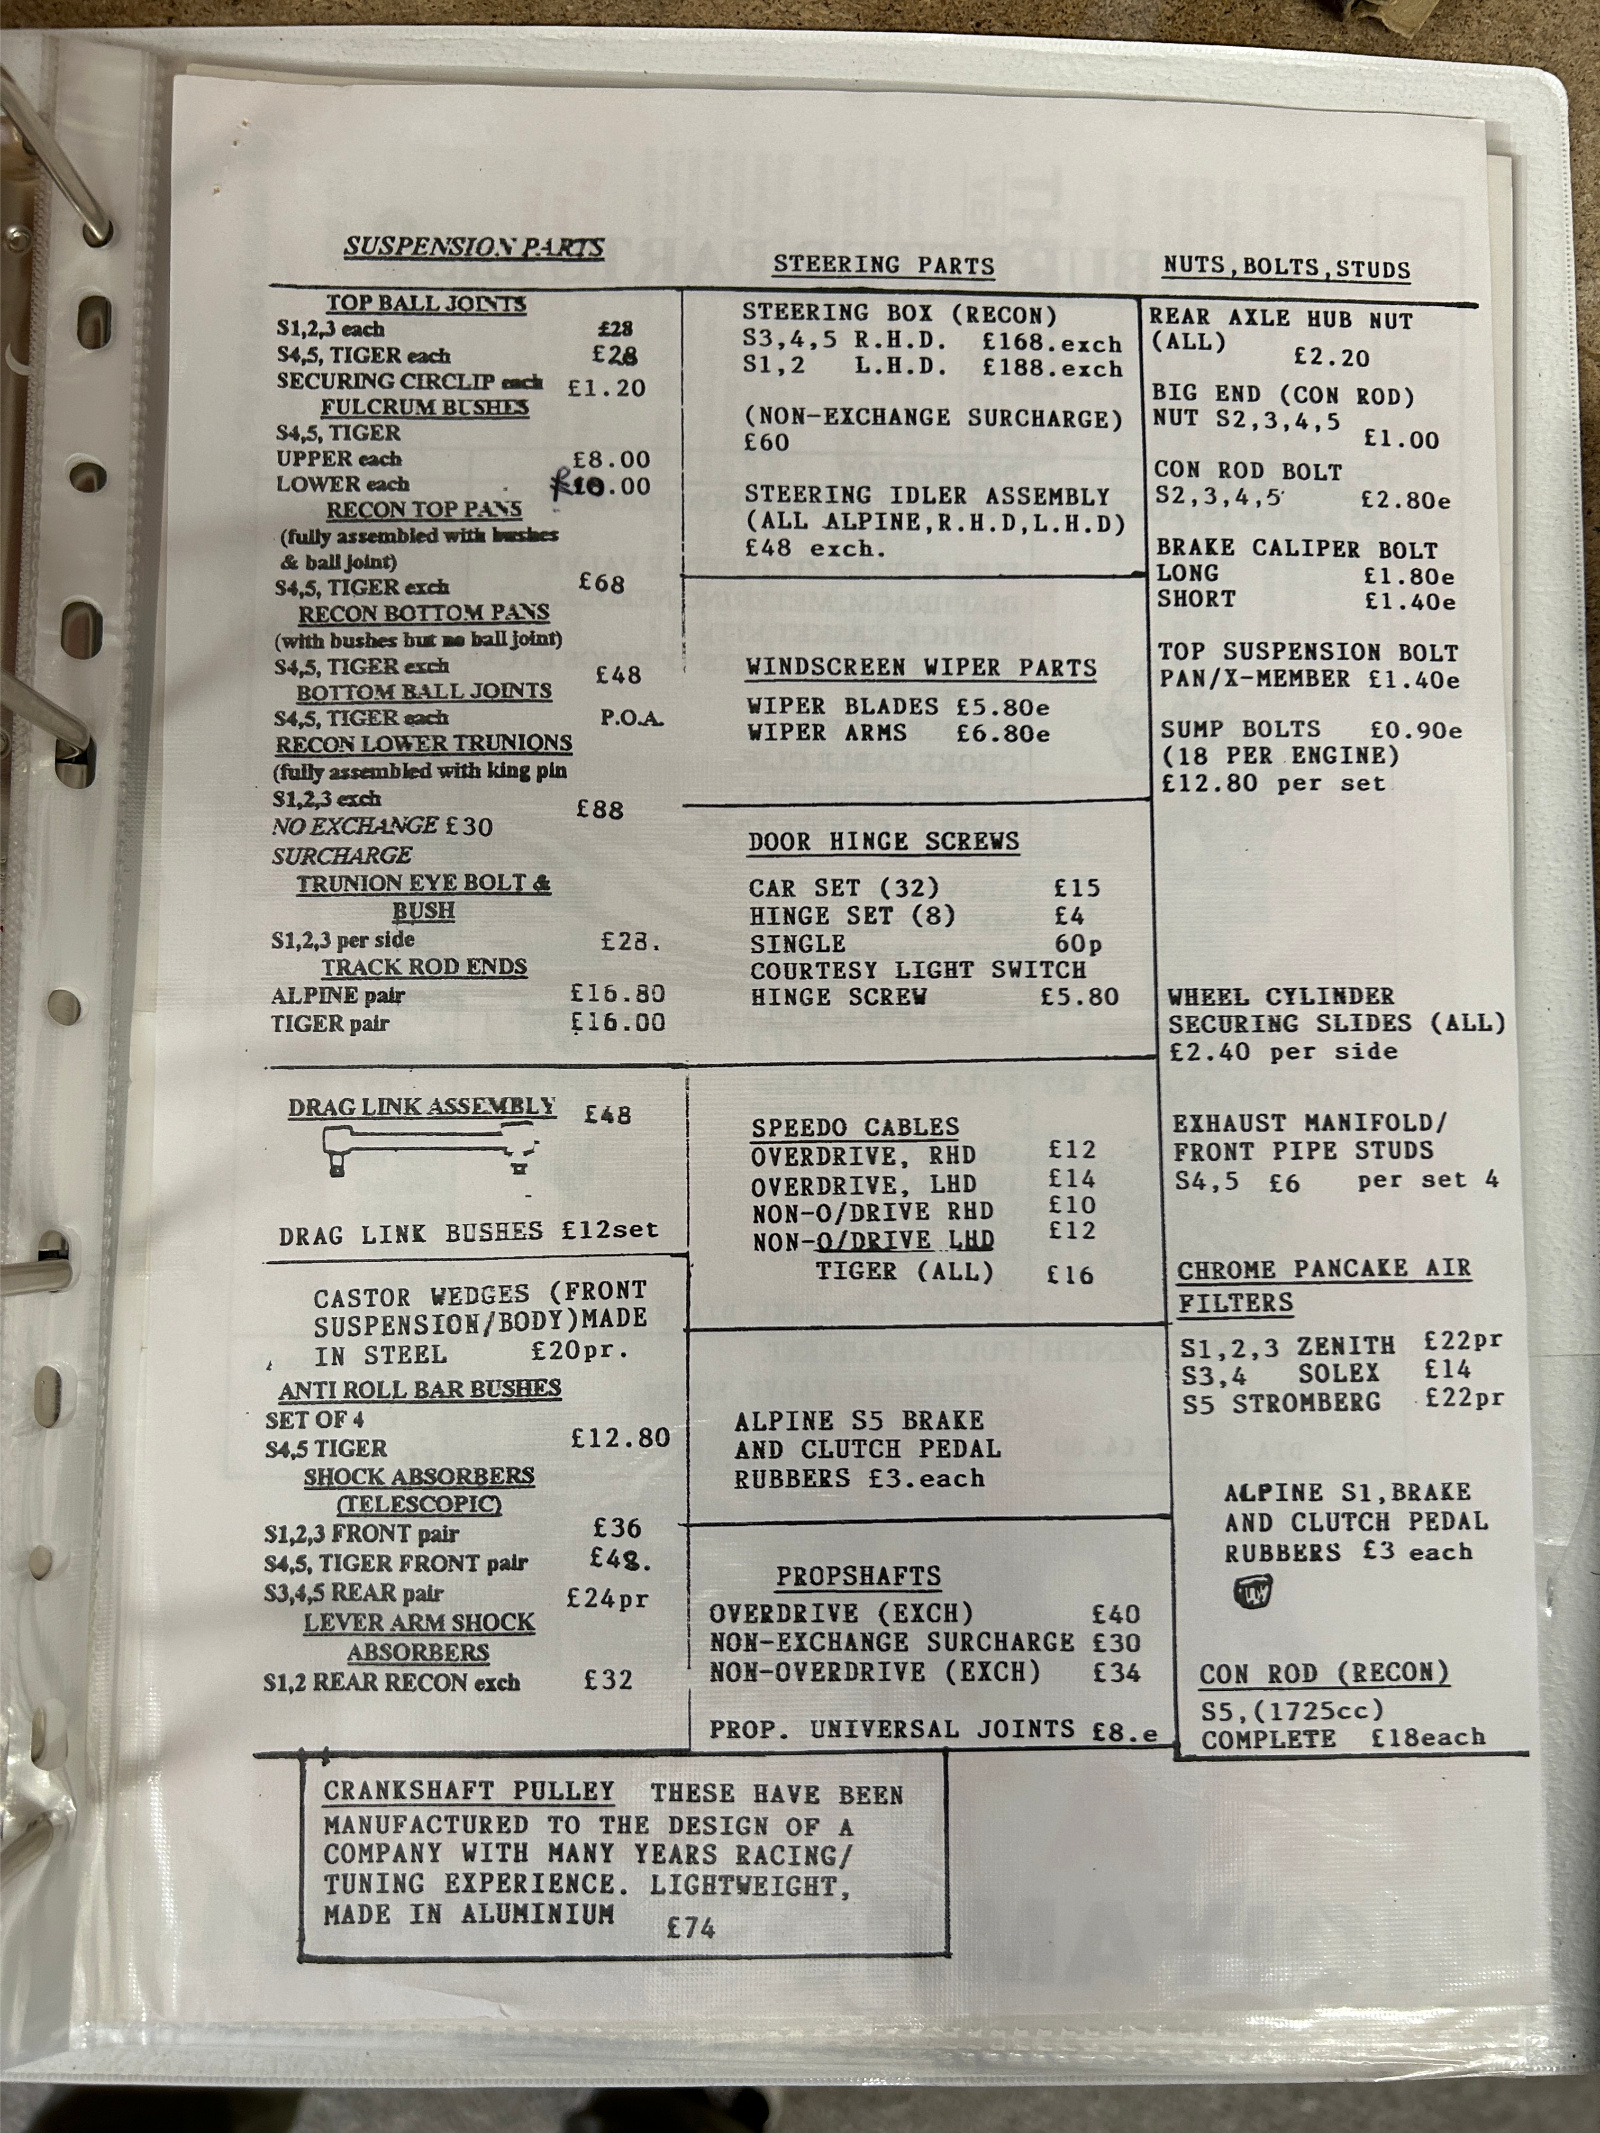 SUSPENSION PARTS
TOP BALL JOINTS
S1,2,3 each £28
S4,5, TIGER each £28
SECURING CIRCLIP each £1.20
FULCRUM BUSHES
S4,5, TIGER
UPPER each £8.00
LOWER each £10.00
RECON TOP PANS
(fully assembled with bushes
& ball joint)
S4,5, TIGER exch £68
RECON BOTTOM PANS
(with bushes but no ball joint)
S4,5, TIGER exch £48
BOTTOM BALL JOINTS
S4,5, TIGER each P.O.A.
RECON LOWER TRUNIONS
(fully assembled with king pin
S1,2,3 exch £88
NO EXCHANGE £30
SURCHARGE
TRUNION EYE BOLT &
BUSH
S1,2,3 per side £28.
TRACK ROD ENDS
ALPINE pair £16.80
TIGER pair £16.00
DRAG LINK ASSEMBLY £48
DRAG LINK BUSHES £12set
CASTOR WEDGES (FRONT
SUSPENSION/BODY)MADE
IN STEEL £20pr.
ANTI ROLL BAR BUSHES
SET OF 4
S4,5 TIGER £12.80
SHOCK ABSORBERS
(TELESCOPIC)
S1,2,3 FRONT pair £36
S4,5, TIGER FRONT pair £48.
S3,4,5 REAR pair £24pr
LEVER ARM SHOCK
ABSORBERS
S1,2 REAR RECON exch £32
STEERING PARTS
STEERING BOX (RECON)
S3,4,5 R.H.D. £168.exch
S1,2 L.H.D. £188.exch
(NON-EXCHANGE SURCHARGE)
£60
STEERING IDLER ASSEMBLY
(ALL ALPINE,R.H.D,L.H.D)
£48 exch.
WINDSCREEN WIPER PARTS
WIPER BLADES £5.80e
WIPER ARMS £6.80e
DOOR HINGE SCREWS
CAR SET (32) £15
HINGE SET (8) £4
SINGLE 60p
COURTESY LIGHT SWITCH
HINGE SCREW £5.80
SPEEDO CABLES
OVERDRIVE, RHD £12
OVERDRIVE, LHD £14
NON-O/DRIVE RHD £10
NON-O/DRIVE LHD £12
TIGER (ALL) £16
ALPINE S5 BRAKE
AND CLUTCH PEDAL
RUBBERS £3.each
PROPSHAFTS
OVERDRIVE (EXCH) £40
NON-EXCHANGE SURCHARGE £30
NON-OVERDRIVE (EXCH) £34
PROP. UNIVERSAL JOINTS £8.e
NUTS,BOLTS,STUDS
REAR AXLE HUB NUT
(ALL) £2.20
BIG END (CON ROD)
NUT S2,3,4,5 £1.00
CON ROD BOLT
S2,3,4,5 £2.80e
BRAKE CALIPER BOLT
LONG £1.80e
SHORT £1.40e
TOP SUSPENSION BOLT
PAN/X-MEMBER £1.40e
SUMP BOLTS £0.90e
(18 PER ENGINE)
£12.80 per set
WHEEL CYLINDER
SECURING SLIDES (ALL)
£2.40 per side
EXHAUST MANIFOLD/
FRONT PIPE STUDS
S4,5 £6 per set 4
CHROME PANCAKE AIR
FILTERS
S1,2,3 ZENITH £22pr
S3,4 SOLEX £14
S5 STROMBERG £22pr
ALPINE S1,BRAKE
AND CLUTCH PEDAL
RUBBERS £3 each
CON ROD (RECON)
S5,(1725cc)
COMPLETE £18each
CRANKSHAFT PULLEY THESE HAVE BEEN
MANUFACTURED TO THE DESIGN OF A
COMPANY WITH MANY YEARS RACING/
TUNING EXPERIENCE. LIGHTWEIGHT,
MADE IN ALUMINIUM £74